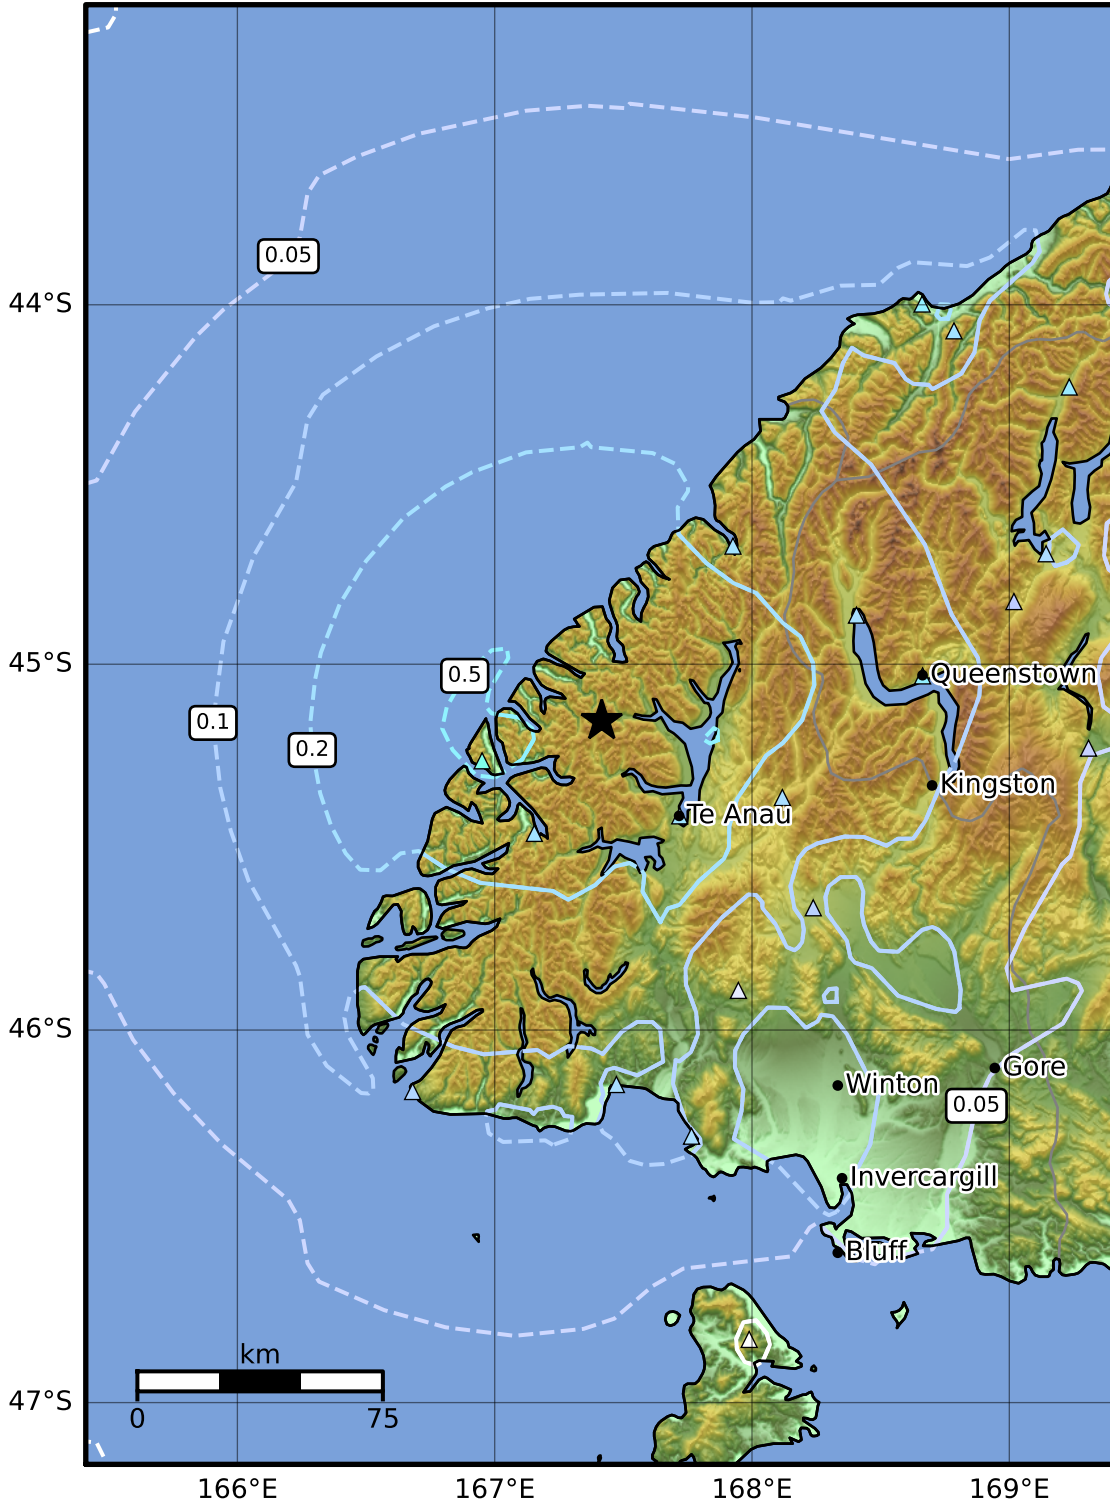 0.05
44°S
0.5
45°S
Queenstown
0.1
0.2
Kingston
Te Anau
46°S
Gore
Winton
0.05
Invercargill
Bluff
km
0 75
47°S
166°E 167°E 168°E 169°E